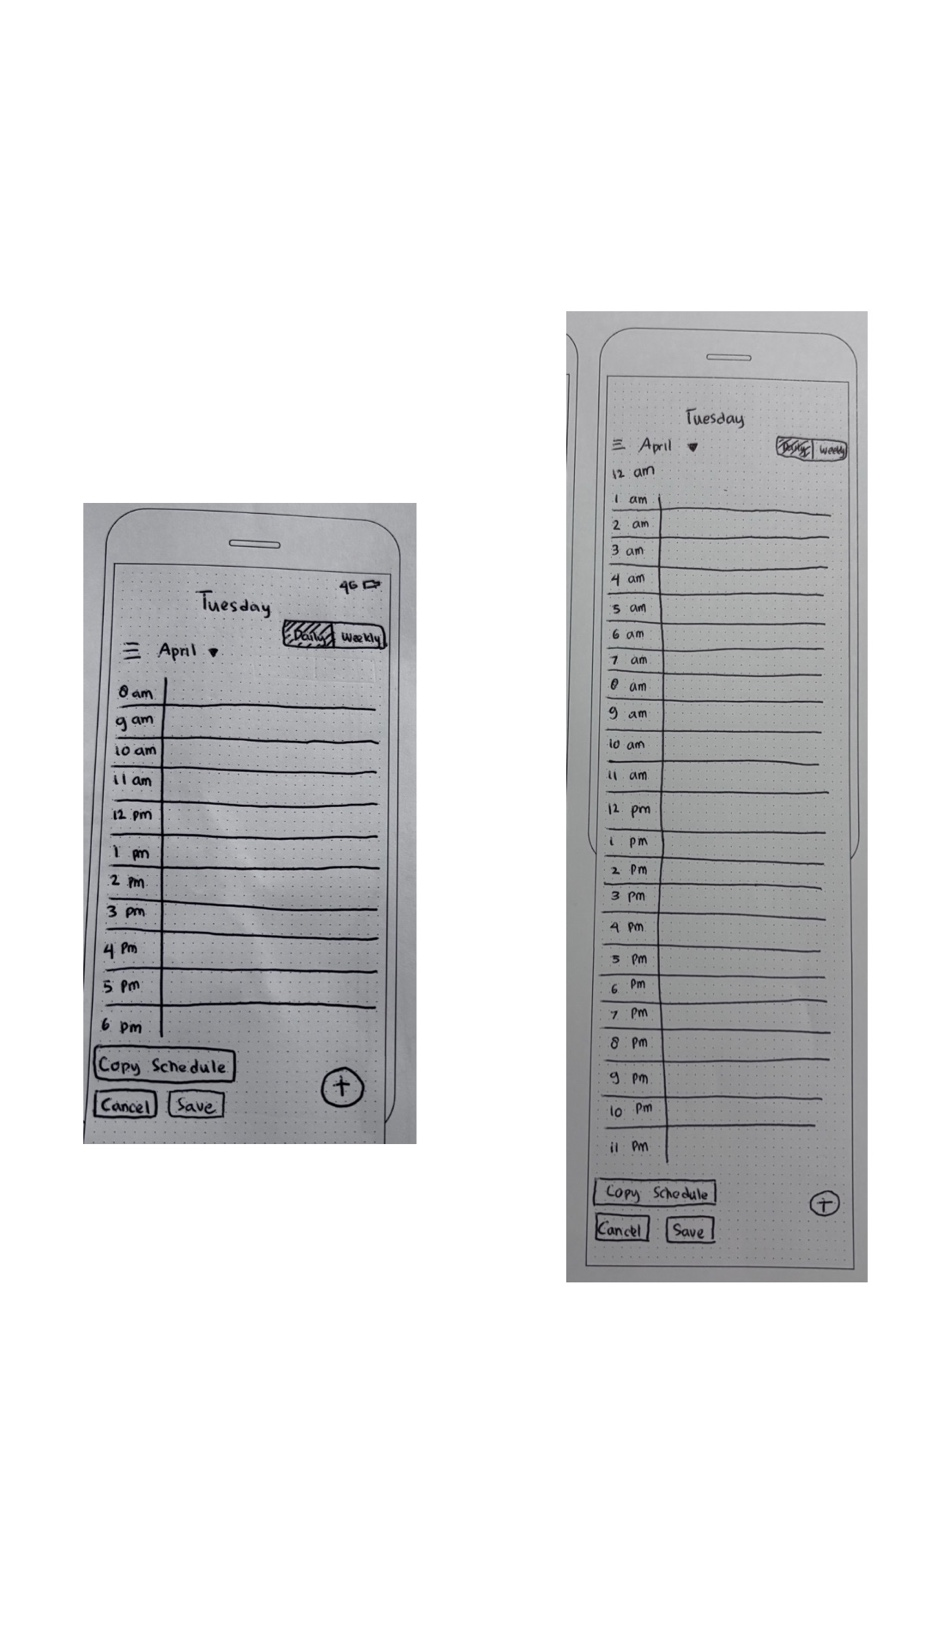 4G
Tuesday
Daily Weekly
April
8 am
9 am
10 am
11 am
12 pm
1 pm
2 pm
3 pm
4 pm
5 pm
6 pm
Copy Schedule
Cancel Save
Tuesday
April
Daily Weekly
12 am
1 am
2 am
3 am
4 am
5 am
6 am
7 am
8 am
9 am
10 am
11 am
12 pm
1 pm
2 pm
3 pm
4 pm
5 pm
6 pm
7 pm
8 pm
9 pm
10 pm
11 pm
Copy Schedule
Cancel Save